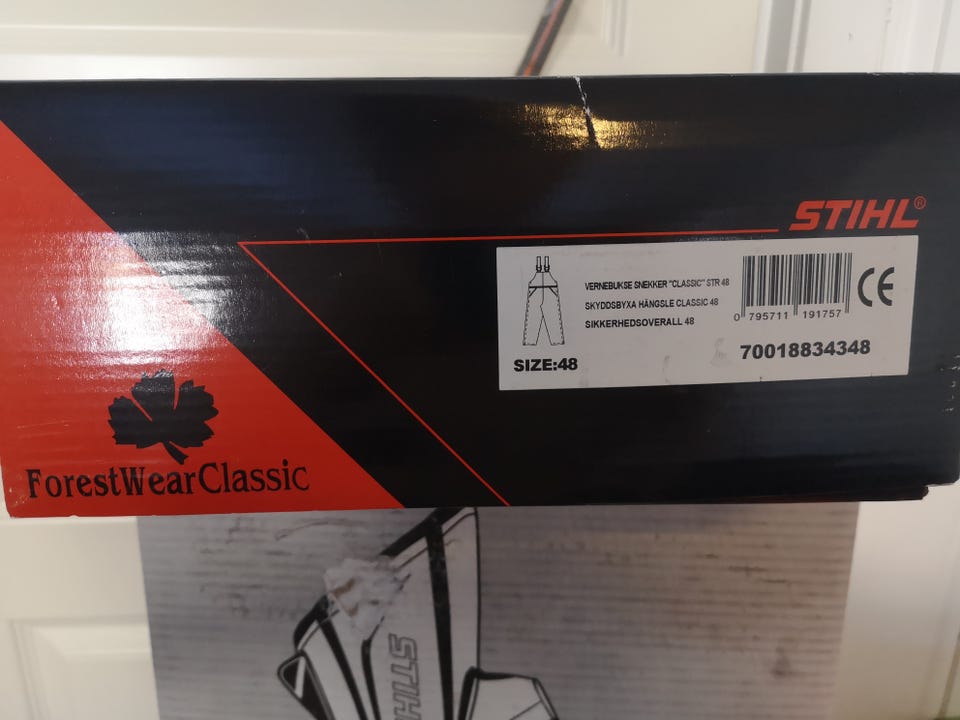 STIHL®
VERNEBUKSE SNEKKER "CLASSIC" STR 48
SKYDDSBYXA HÄNGSLE CLASSIC 48
SIKKERHEDSOVERALL 48
SIZE:48
0 795711 191757
CE
70018834348
ForestWearClassic
STIHL